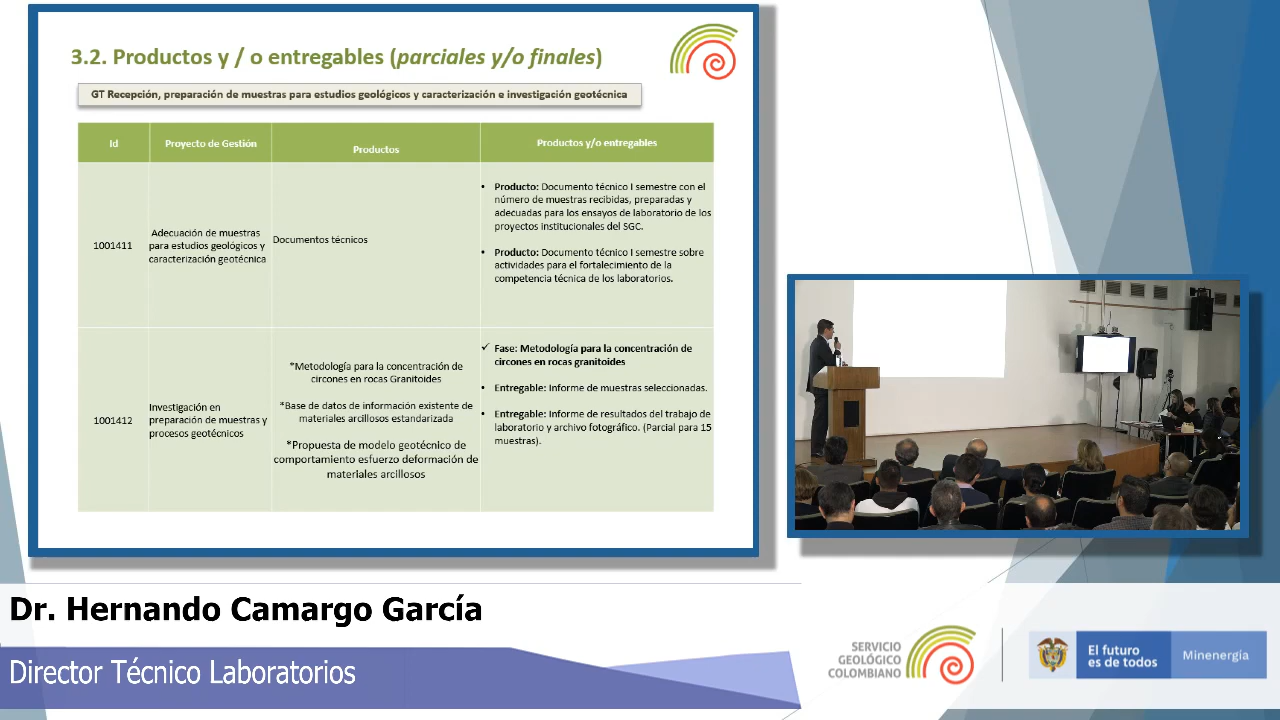 3.2. Productos y / o entregables (parciales y/o finales)
GT Recepción, preparación de muestras para estudios geológicos y caracterización e investigación geotécnica
Id
Proyecto de Gestión
Productos
Productos y/o entregables
1001411
Adecuación de muestras
para estudios geológicos y
caracterización geotécnica
Documentos técnicos
• Producto: Documento técnico I semestre con el
número de muestras recibidas, preparadas y
adecuadas para los ensayos de laboratorio de los
proyectos institucionales del SGC.
• Producto: Documento técnico I semestre sobre
actividades para el fortalecimiento de la
competencia técnica de los laboratorios.
1001412
Investigación en
preparación de muestras y
procesos geotécnicos
*Metodología para la concentración de
circones en rocas Granitoides
*Base de datos de información existente de
materiales arcillosos estandarizada
*Propuesta de modelo geotécnico de
comportamiento esfuerzo deformación de
materiales arcillosos
✓ Fase: Metodología para la concentración de
circones en rocas granitoides
• Entregable: Informe de muestras seleccionadas.
• Entregable: Informe de resultados del trabajo de
laboratorio y archivo fotográfico. (Parcial para 15
muestras).
Dr. Hernando Camargo García
Director Técnico Laboratorios
SERVICIO
GEOLÓGICO
COLOMBIANO
El futuro
es de todos
Minenergía